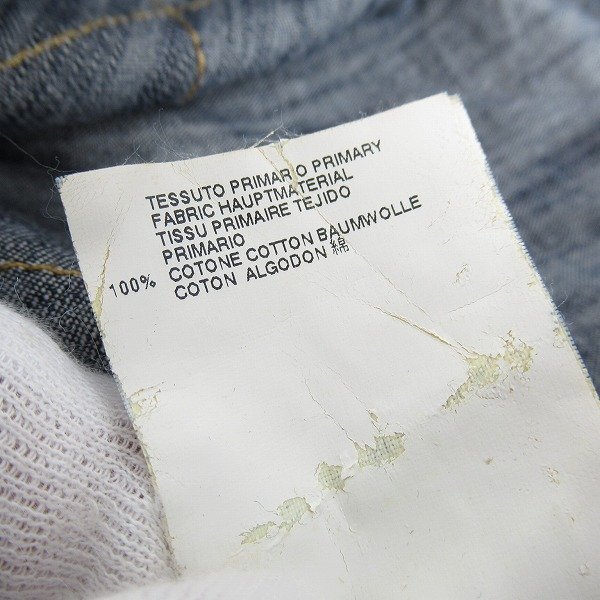 TESSUTO PRIMARIO PRIMARY
FABRIC HAUPTMATERIAL
TISSU PRIMAIRE TEJIDO
PRIMARIO
100% COTONE COTTON BAUMWOLLE
COTON ALGODON 綿